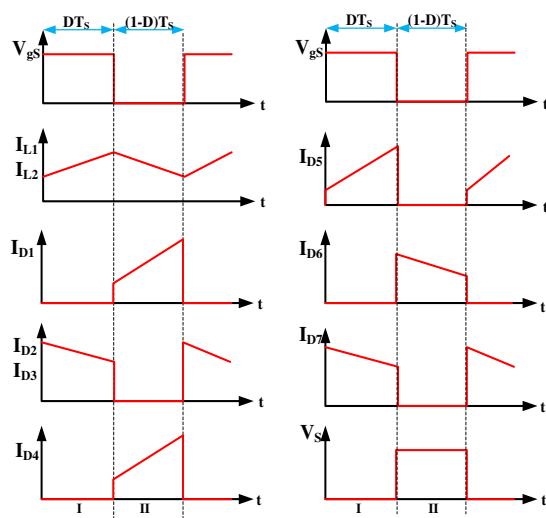 DTS (1-D)TS
VgS
t
IL1
IL2
t
ID1
t
ID2
ID3
t
ID4
t
I II
DTS (1-D)TS
VgS
t
ID5
t
ID6
t
ID7
t
VS
t
I II